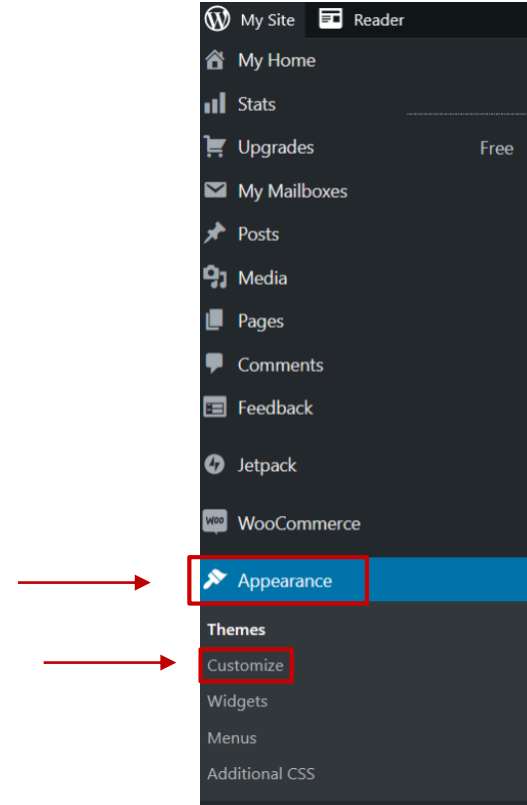 My Site Reader
My Home
Stats
Upgrades Free
My Mailboxes
Posts
Media
Pages
Comments
Feedback
Jetpack
Woo WooCommerce
Appearance
Themes
Customize
Widgets
Menus
Additional CSS